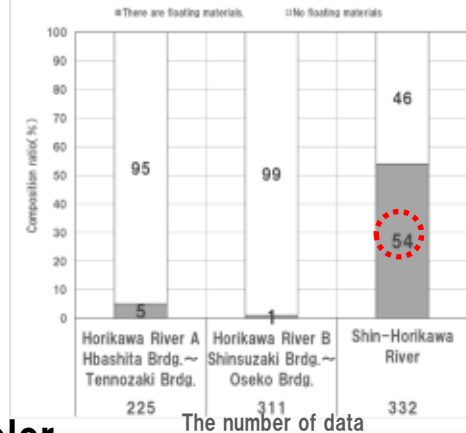 ■There are floating materials. □No floating materials
Composition ratio(%)
100
90
80
70
60
50
40
30
20
10
0
95
5
99
1
46
54
Horikawa River A
Hbashita Brdg.～
Tennozaki Brdg.
Horikawa River B
Shinsuzaki Brdg.～
Oseko Brdg.
Shin-Horikawa
River
225
311
332
The number of data